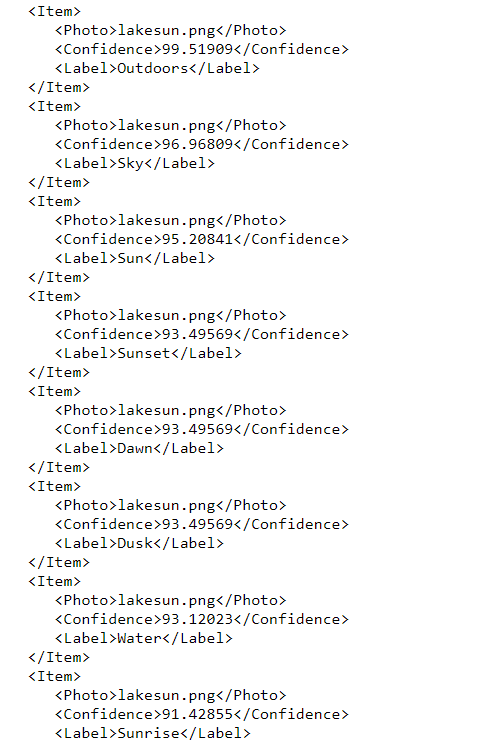 <Item>
<Photo>lakesun.png</Photo>
<Confidence>99.51909</Confidence>
<Label>Outdoors</Label>
</Item>
<Item>
<Photo>lakesun.png</Photo>
<Confidence>96.96809</Confidence>
<Label>Sky</Label>
</Item>
<Item>
<Photo>lakesun.png</Photo>
<Confidence>95.20841</Confidence>
<Label>Sun</Label>
</Item>
<Item>
<Photo>lakesun.png</Photo>
<Confidence>93.49569</Confidence>
<Label>Sunset</Label>
</Item>
<Item>
<Photo>lakesun.png</Photo>
<Confidence>93.49569</Confidence>
<Label>Dawn</Label>
</Item>
<Item>
<Photo>lakesun.png</Photo>
<Confidence>93.49569</Confidence>
<Label>Dusk</Label>
</Item>
<Item>
<Photo>lakesun.png</Photo>
<Confidence>93.12023</Confidence>
<Label>Water</Label>
</Item>
<Item>
<Photo>lakesun.png</Photo>
<Confidence>91.42855</Confidence>
<Label>Sunrise</Label>